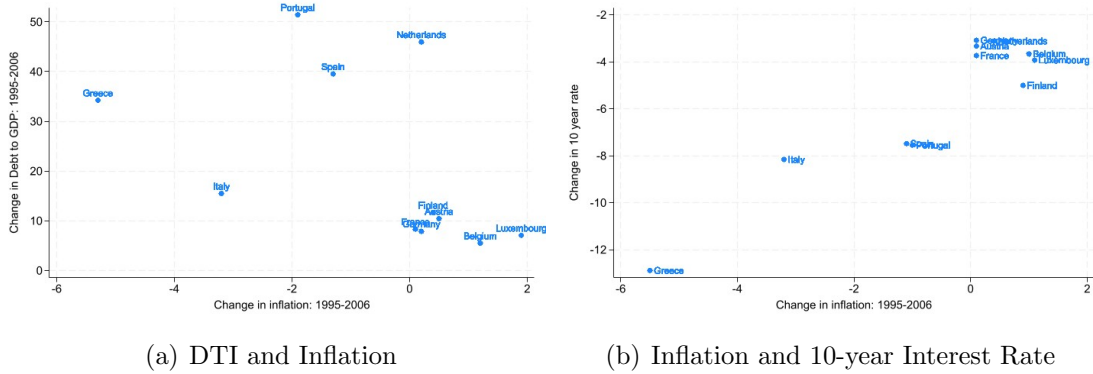 Change in Debt to GDP: 1995-2006
50
40
30
20
10
0
Portugal
Netherlands
Spain
Greece
Italy
Finland
Austria
France
Germany
Luxembourg
Belgium
-6
-4
-2
0
2
Change in inflation: 1995-2006
(a) DTI and Inflation
Change in 10 year rate
-2
-4
-6
-8
-10
-12
Germany
Netherlands
Austria
France
Belgium
Luxembourg
Finland
Spain
Portugal
Italy
Greece
-6
-4
-2
0
2
Change in inflation: 1995-2006
(b) Inflation and 10-year Interest Rate